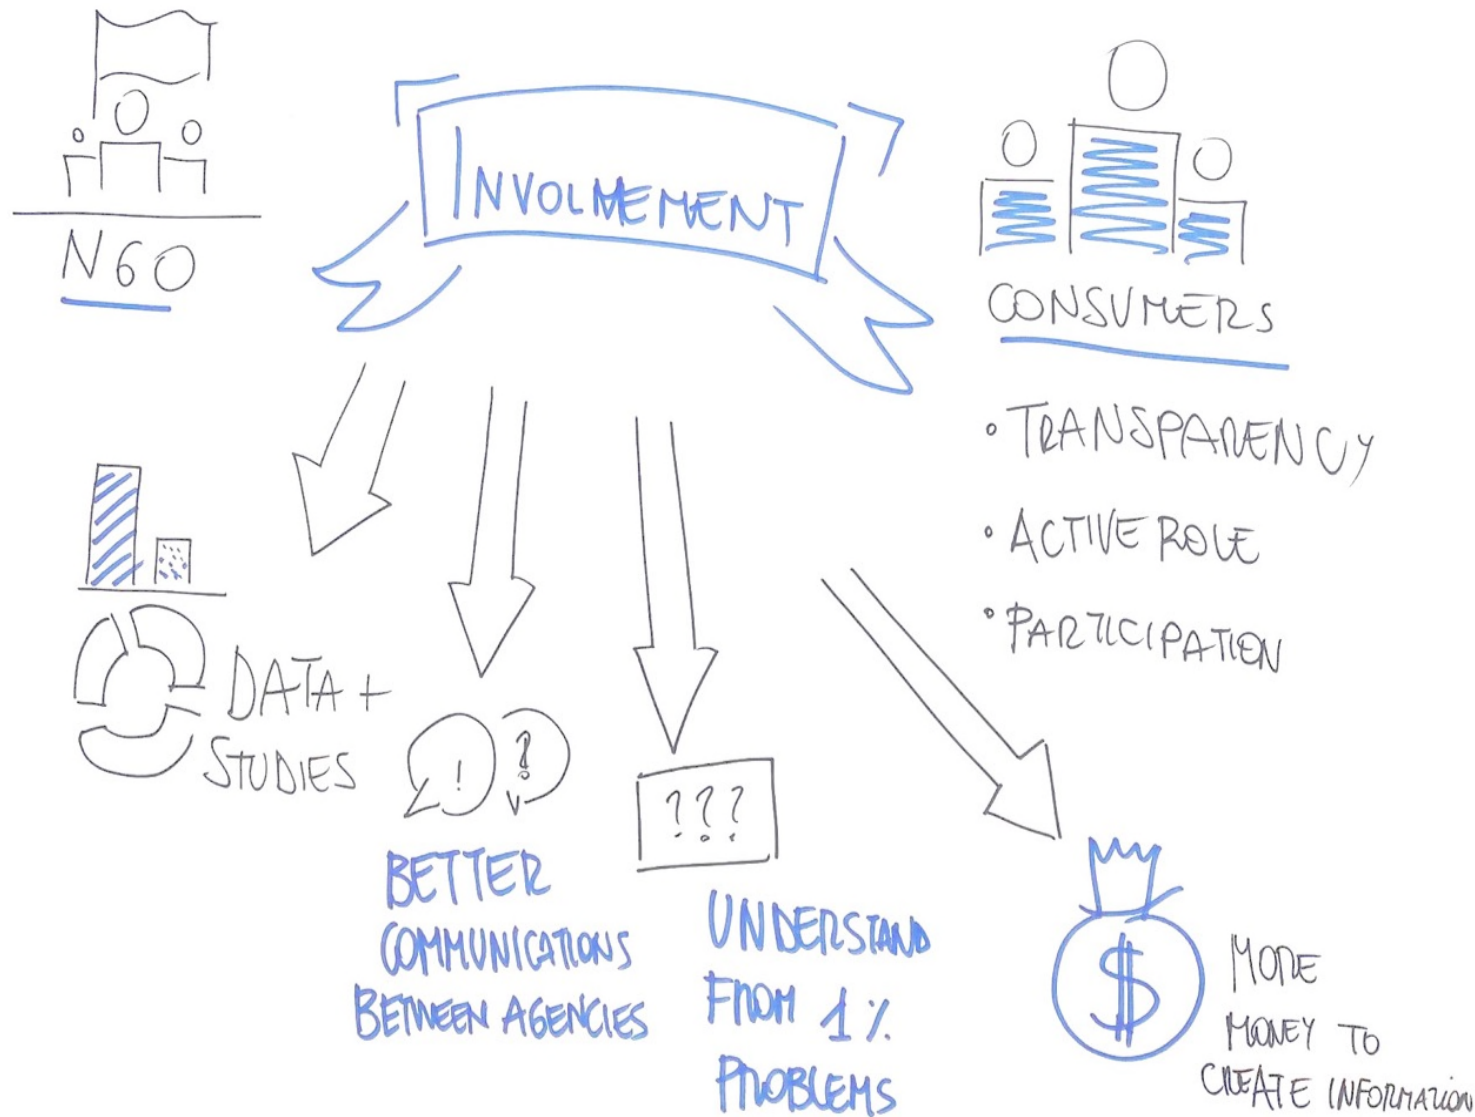 NGO
INVOLVEMENT
CONSUMERS
• TRANSPARENCY
• ACTIVE ROLE
• PARTICIPATION
DATA +
STUDIES
!
?
BETTER
COMMUNICATIONS
BETWEEN AGENCIES
???
UNDERSTAND
FROM 1%
PROBLEMS
$
MORE
MONEY TO
CREATE INFORMATION